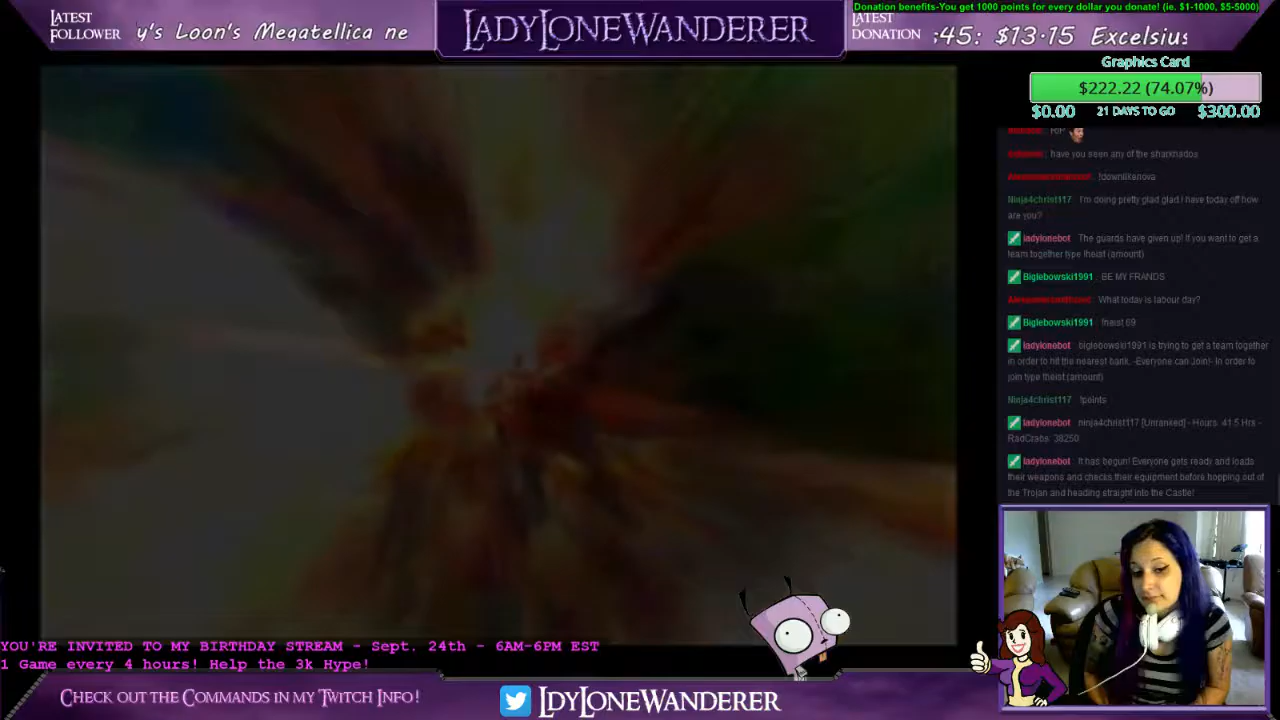 LATEST
FOLLOWER
y's Loon's Megatellica ne
LADYLONEWANDERER
Donation benefits-You get 1000 points for every dollar you donate! (ie. $1-1000, $5-5000)
LATEST
DONATION
:45: $13.15 Excelsius
Graphics Card
$222.22 (74.07%)
$0.00 21 DAYS TO GO $300.00
RIP
have you seen any of the sharknados
!downlikenova
Ninja4christ117 I'm doing pretty glad glad I have today off how
are you?
ladylonebot The guards have given up! If you want to get a
team together type !heist (amount)
Biglebowski1991 BE MY FRANDS
What today is labour day?
Biglebowski1991 !heist 69
ladylonebot biglebowski1991 is trying to get a team together
in order to hit the nearest bank. -Everyone can Join!- In order to
join type !heist (amount)
Ninja4christ117 !points
ladylonebot ninja4christ117 [Unranked] - Hours: 41.5 Hrs -
RadCrabs: 38250
ladylonebot It has begun! Everyone gets ready and loads
their weapons and checks their equipment before hopping out of
the Trojan and heading straight into the Castle!
YOU'RE INVITED TO MY BIRTHDAY STREAM - Sept. 24th - 6AM-6PM EST
1 Game every 4 hours! Help the 3k Hype!
CHECK OUT THE COMMANDS IN MY TWITCH INFO!
LDYLONEWANDERER